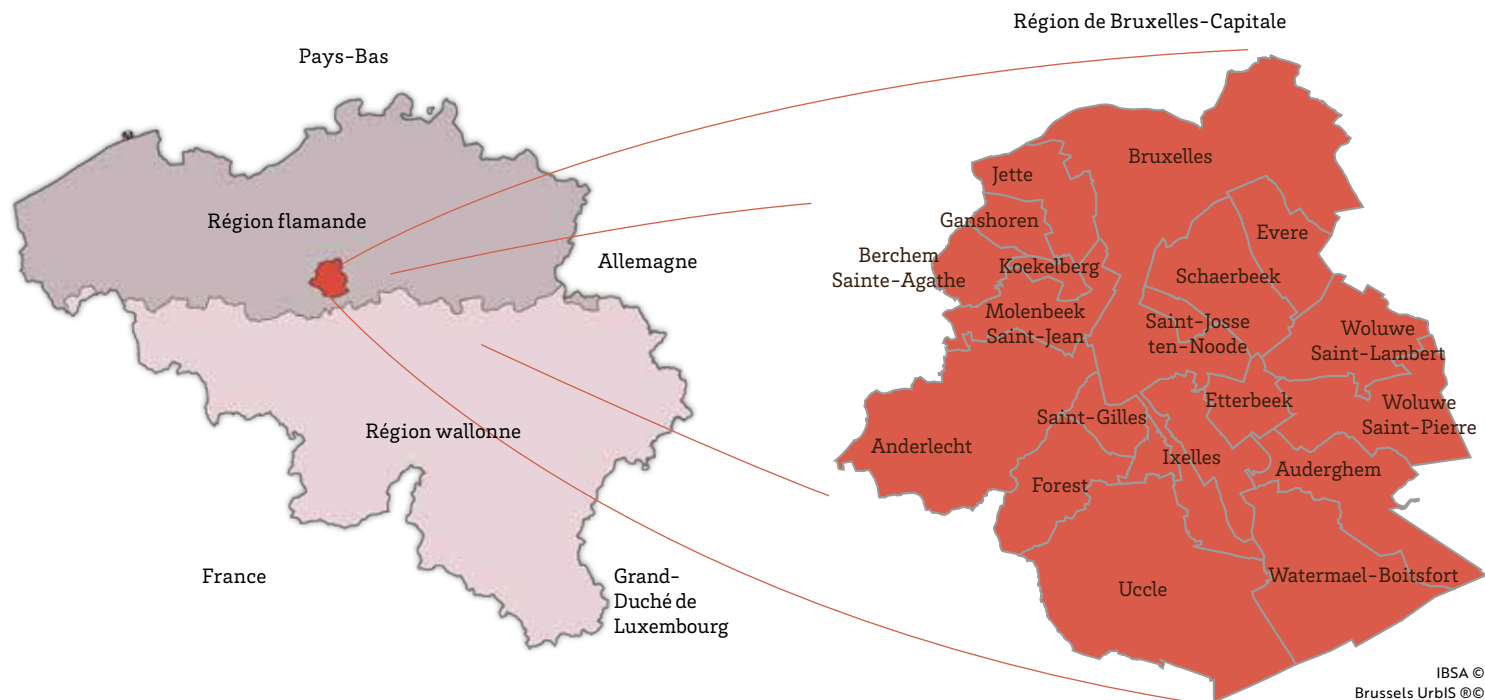 Région de Bruxelles-Capitale
Pays-Bas
Région flamande
Allemagne
Région wallonne
France
Grand-
Duché de
Luxembourg
Bruxelles
Jette
Ganshoren
Evere
Berchem
Sainte-Agathe
Koekelberg
Schaerbeek
Molenbeek
Saint-Jean
Saint-Josse
ten-Noode
Woluwe
Saint-Lambert
Etterbeek
Woluwe
Saint-Pierre
Saint-Gilles
Anderlecht
Ixelles
Auderghem
Forest
Watermael-Boitsfort
Uccle
IBSA ©
Brussels UrbIS ®©